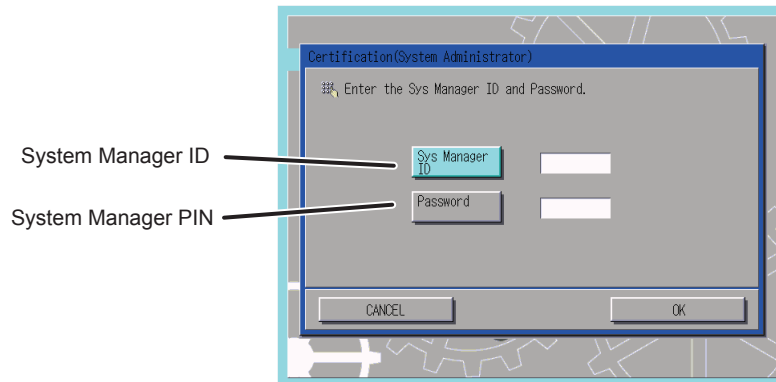 Certification(System Administrator)
Enter the Sys Manager ID and Password.
System Manager ID
Sys Manager
ID
System Manager PIN
Password
CANCEL
OK